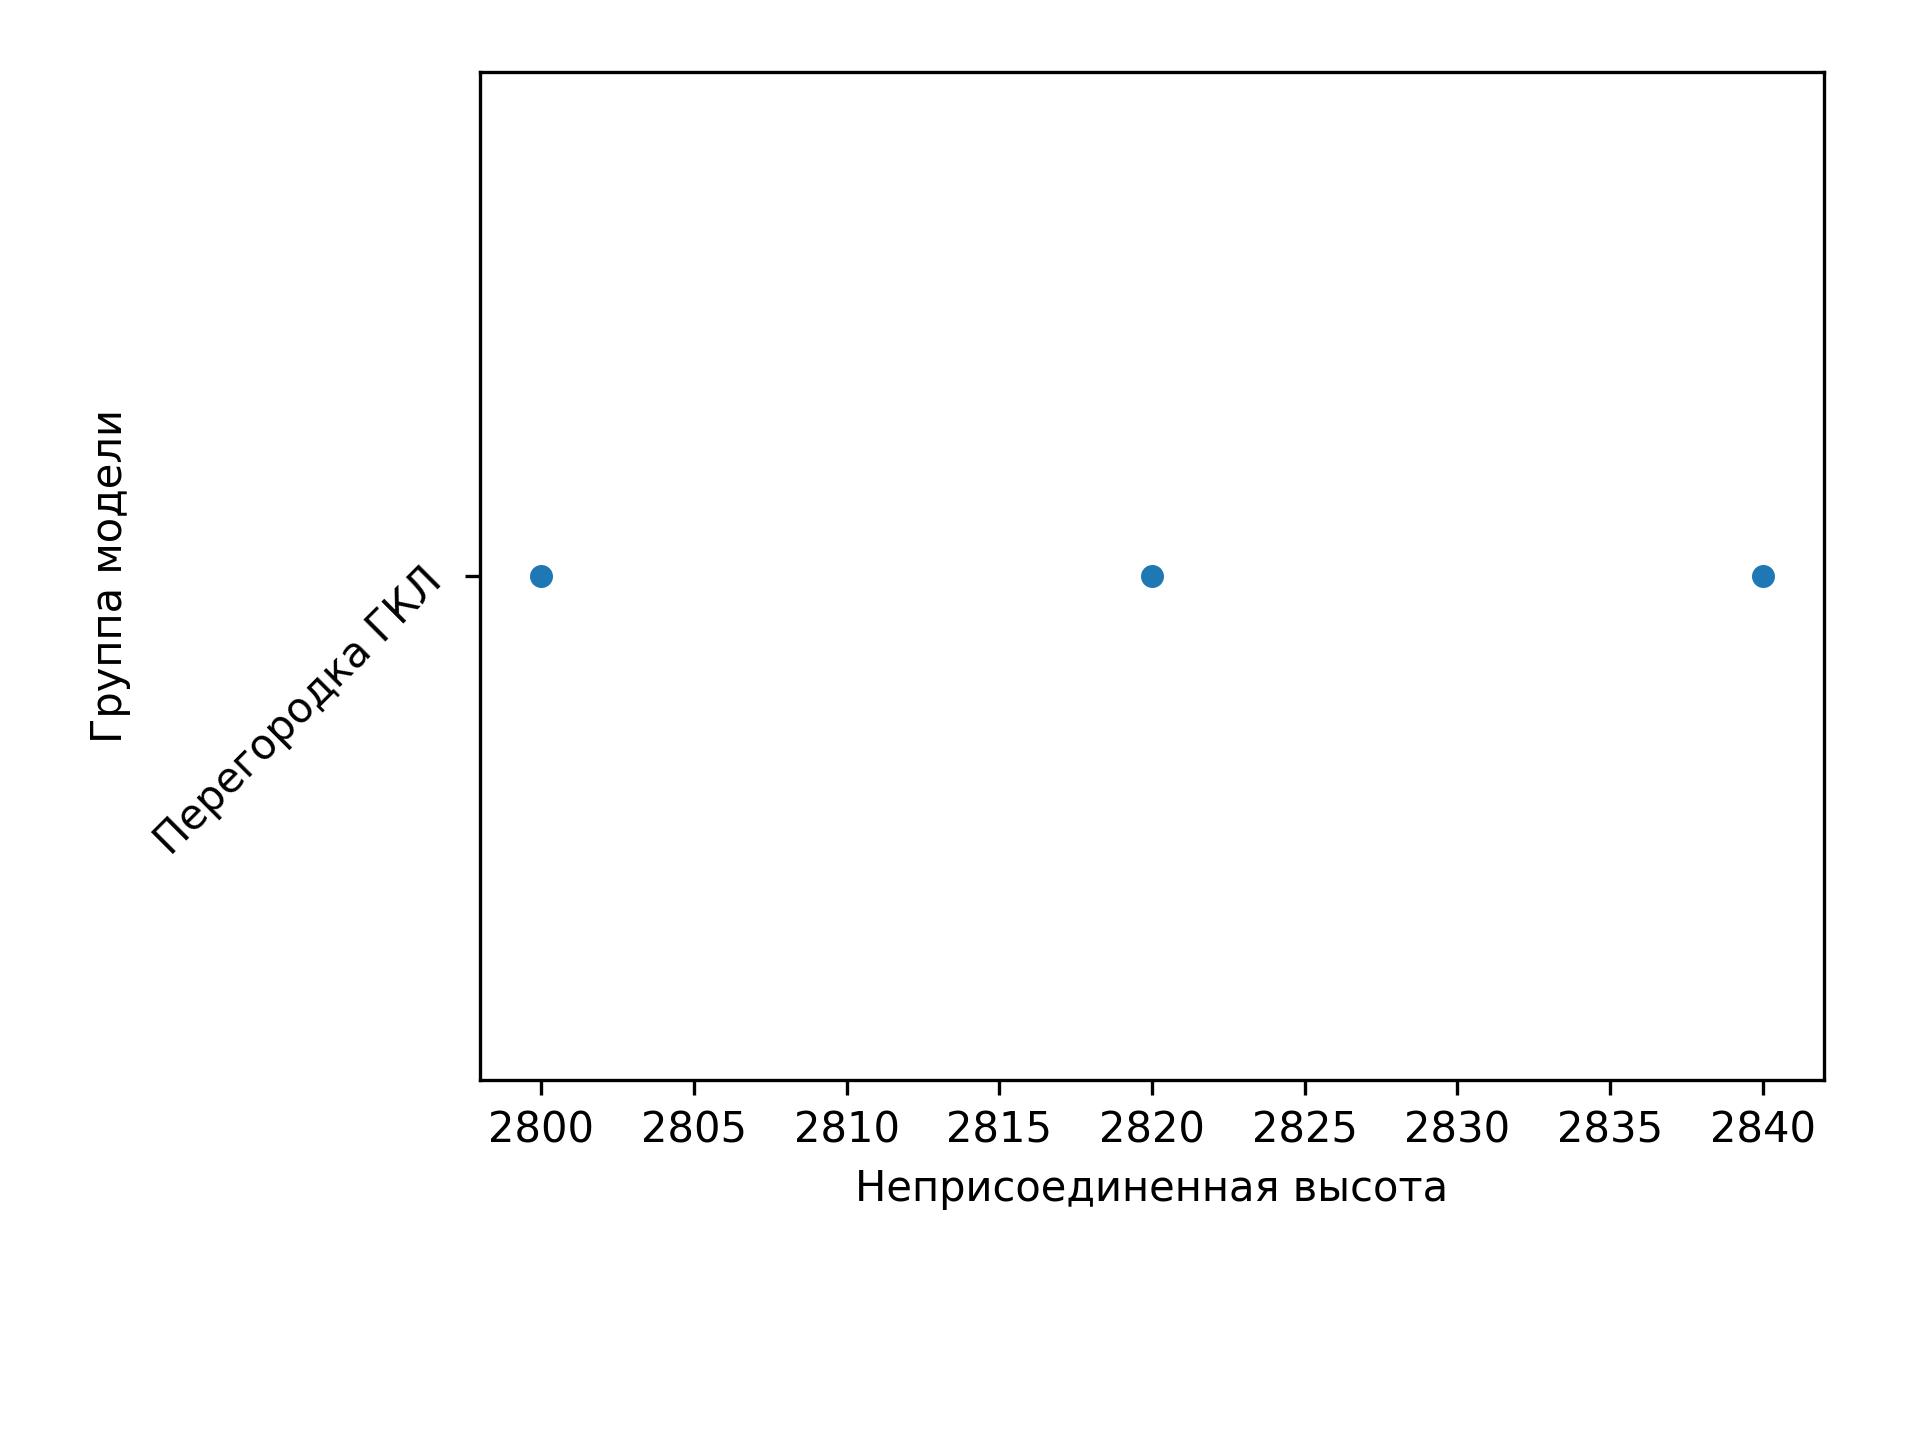 Группа модели
Перегородка ГКЛ
2800 2805 2810 2815 2820 2825 2830 2835 2840
Неприсоединенная высота